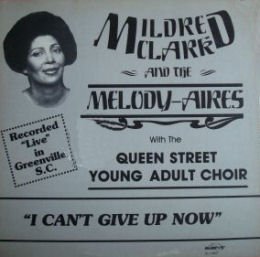 MILDRED
CLARK
AND THE
MELODY-AIRES
Recorded
"Live"
in
Greenville
S.C.
With The
QUEEN STREET
YOUNG ADULT CHOIR
"I CAN'T GIVE UP NOW"